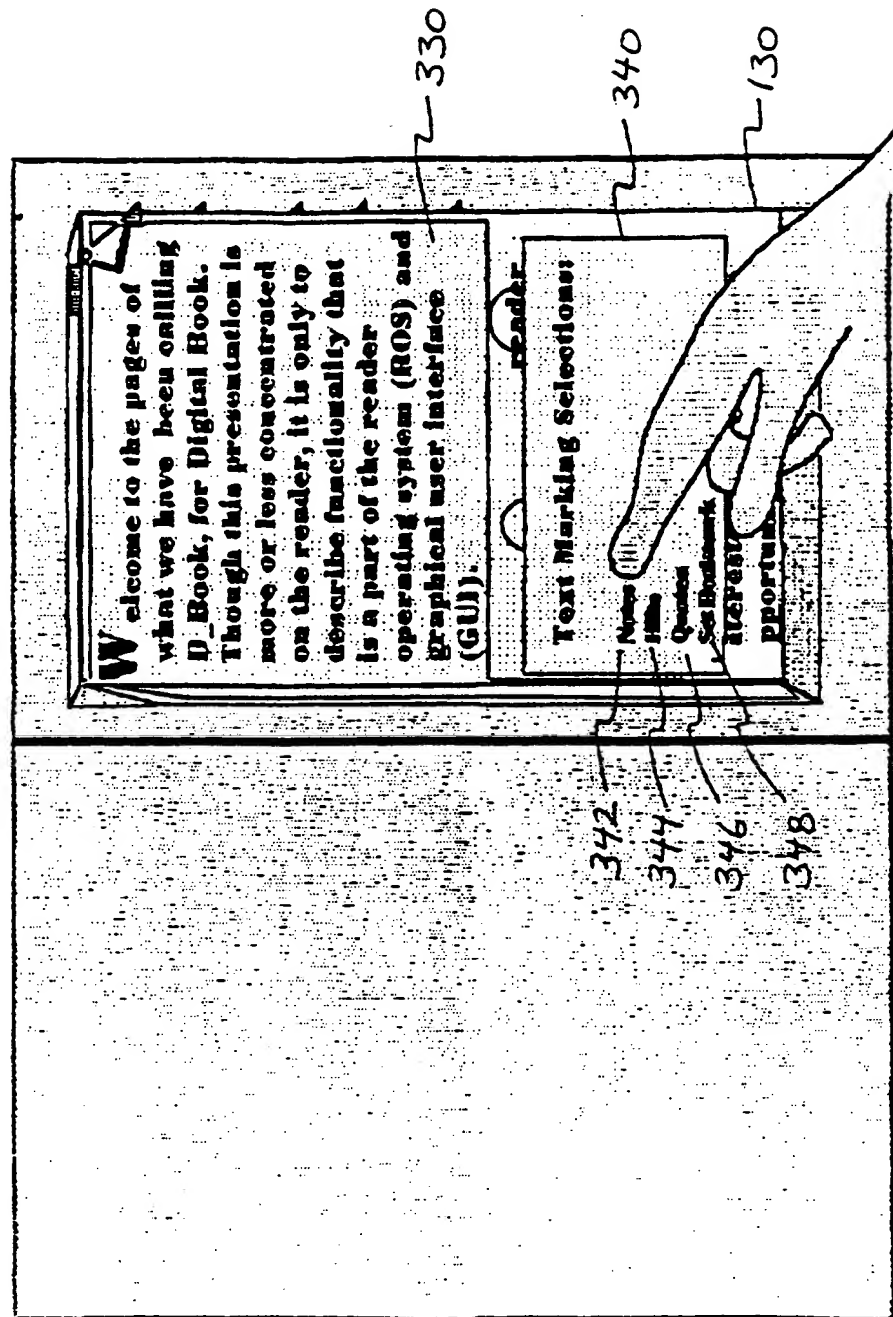 Welcome to the pages of
what we have been calling
D_Book, for Digital Book.
Though this presentation is
more or less concentrated
on the reader, it is only to
describe functionality that
is a part of the reader
operating system (ROS) and
graphical user interface
(GUI).
reader
Text Marking Selections:
Notes
Hilite
Quotes
Set Bookmark
pportun
330
340
130
342
344
346
348